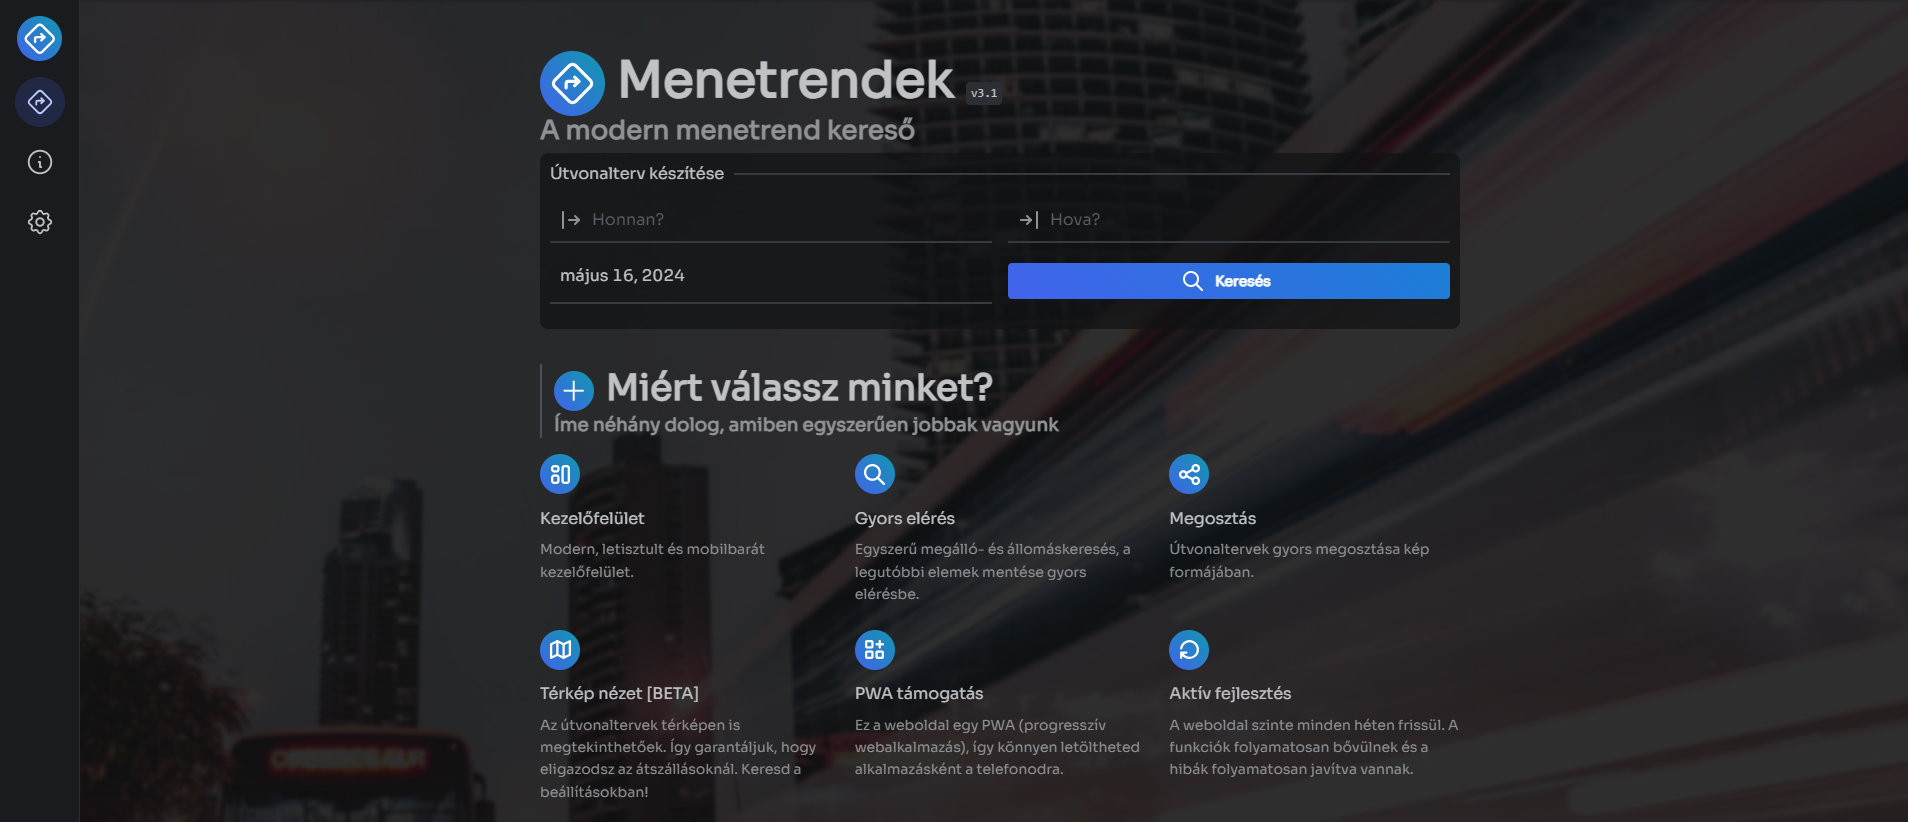 Menetrendek v3.1
A modern menetrend kereső
Útvonalterv készítése
Honnan?
Hova?
május 16, 2024
Keresés
Miért válassz minket?
Íme néhány dolog, amiben egyszerűen jobbak vagyunk
Kezelőfelület
Modern, letisztult és mobilbarát
kezelőfelület.
Gyors elérés
Egyszerű megálló- és állomáskeresés, a
legutóbbi elemek mentése gyors
elérésbe.
Megosztás
Útvonaltervek gyors megosztása kép
formájában.
Térkép nézet [BETA]
Az útvonaltervek térképen is
megtekinthetőek. Így garantáljuk, hogy
eligazodsz az átszállásoknál. Keresd a
beállításokban!
PWA támogatás
Ez a weboldal egy PWA (progresszív
webalkalmazás), így könnyen letöltheted
alkalmazásként a telefonodra.
Aktív fejlesztés
A weboldal szinte minden héten frissül. A
funkciók folyamatosan bővülnek és a
hibák folyamatosan javítva vannak.